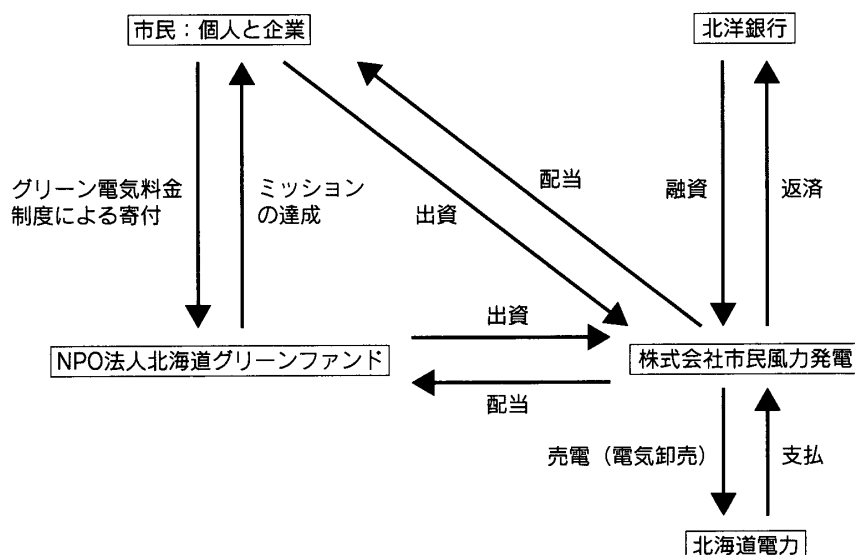 市民：個人と企業
北洋銀行
グリーン電気料金
制度による寄付
ミッション
の達成
出資
配当
融資
返済
出資
NPO法人北海道グリーンファンド
株式会社市民風力発電
配当
売電（電気卸売）
支払
北海道電力